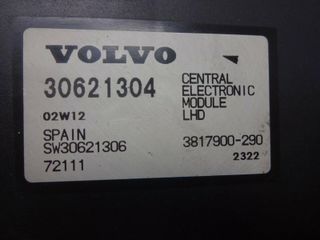 VOLVO
30621304
02W12
SPAIN
SW30621306
72111
CENTRAL
ELECTRONIC
MODULE
LHD
3817900-290
2322